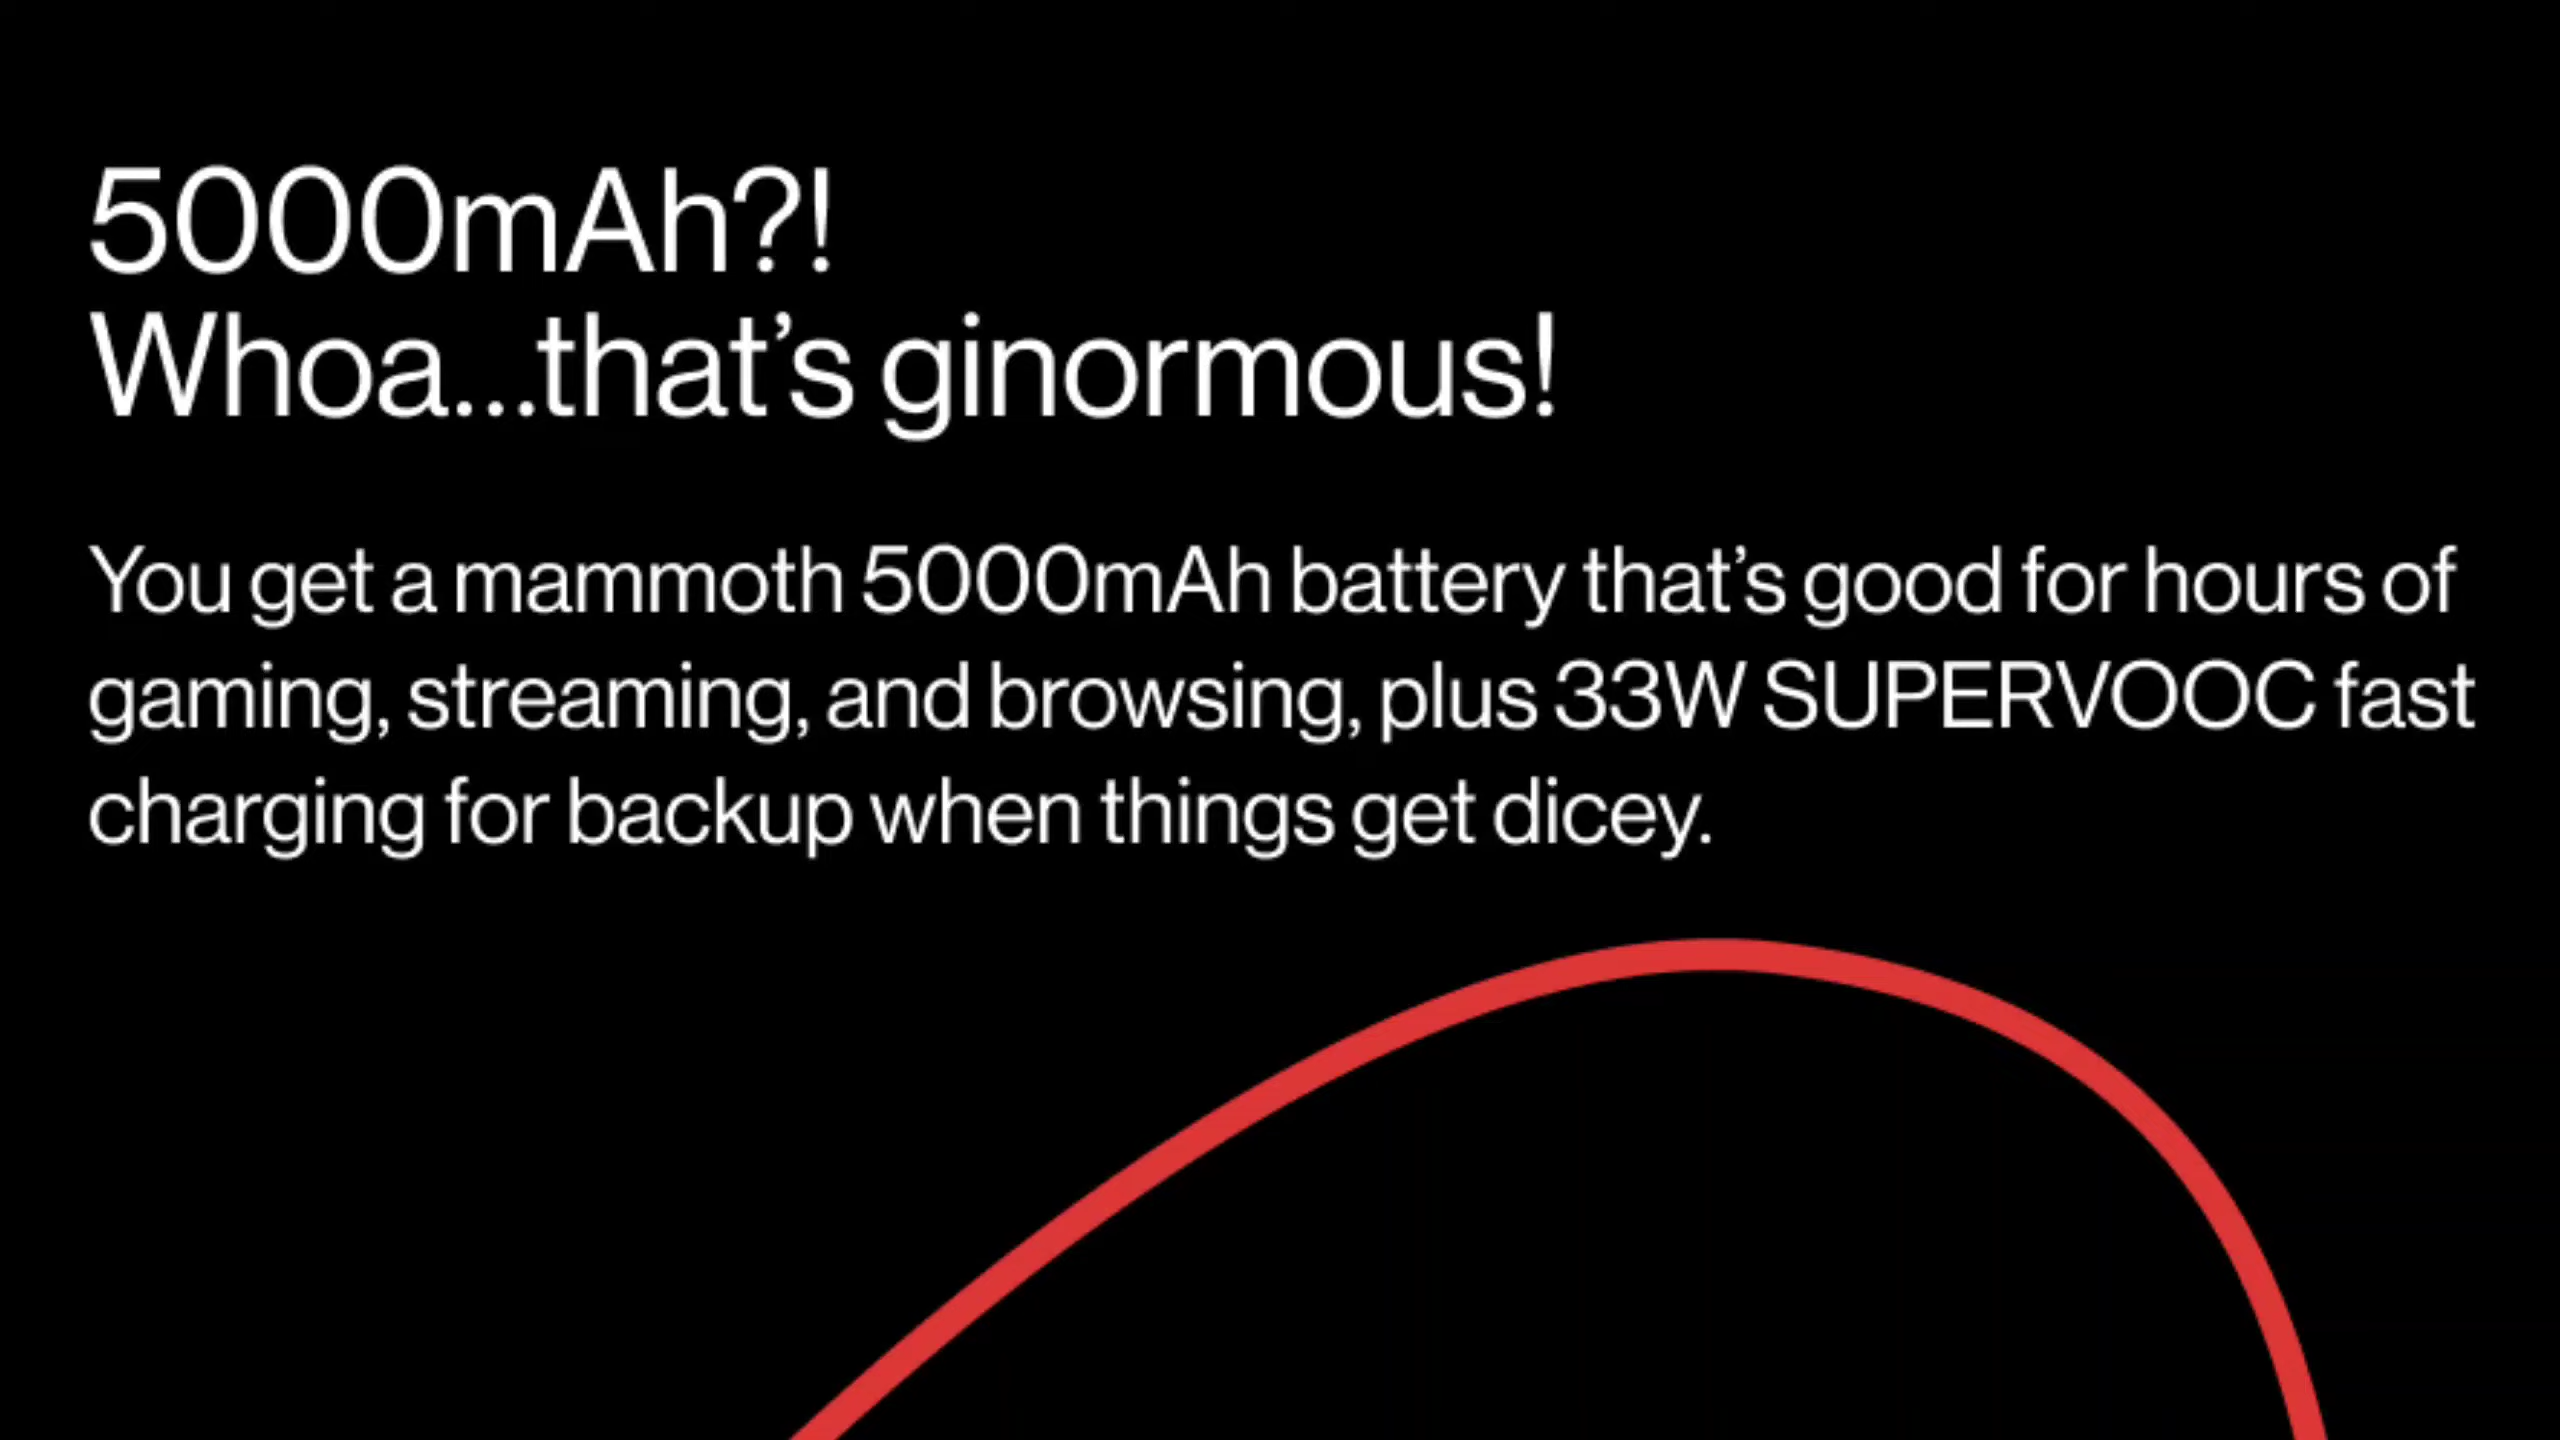 5000mAh?!
Whoa...that’s ginormous!
You get a mammoth 5000mAh battery that’s good for hours of
gaming, streaming, and browsing, plus 33W SUPERVOOC fast
charging for backup when things get dicey.